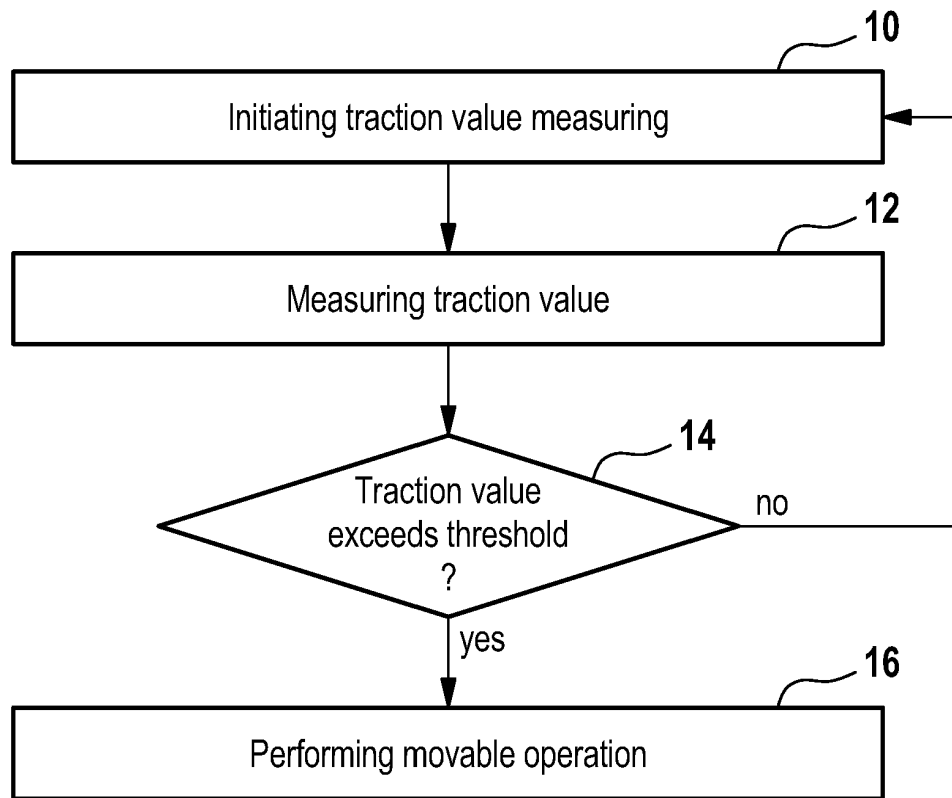 10
Initiating traction value measuring
12
Measuring traction value
14
Traction value
exceeds threshold
?
no
yes
16
Performing movable operation